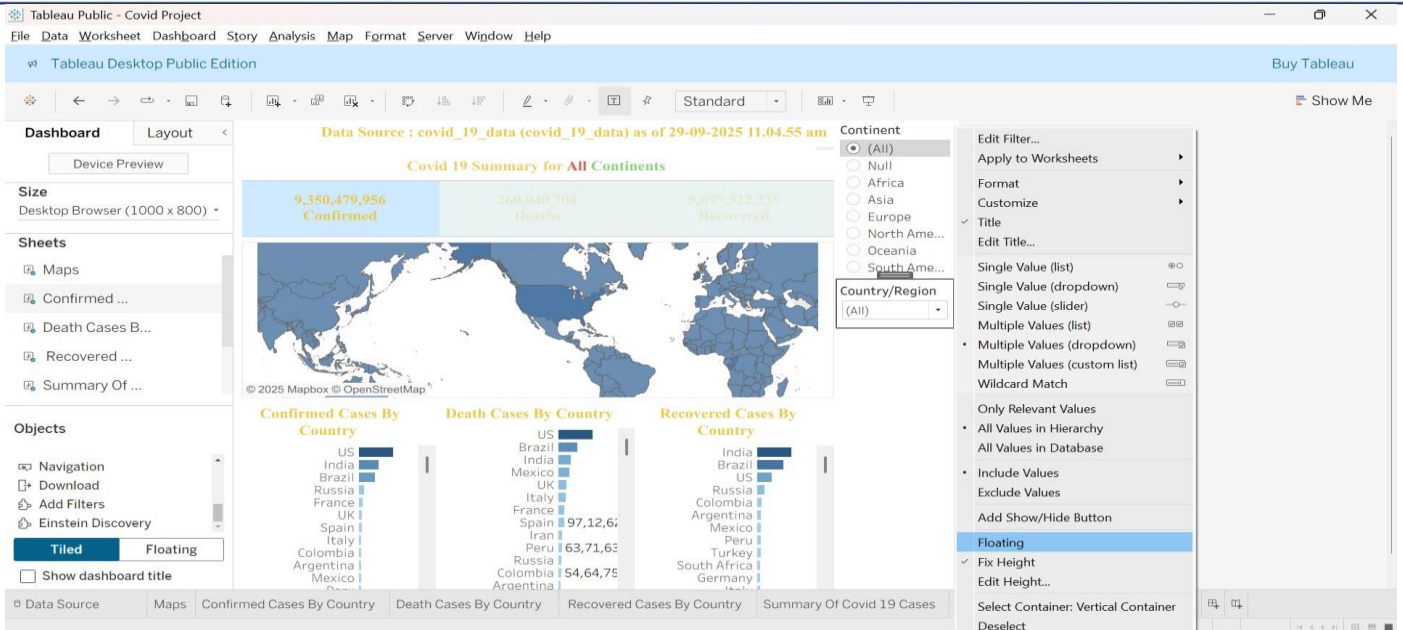 Tableau Public - Covid Project
File Data Worksheet Dashboard Story Analysis Map Format Server Window Help
Tableau Desktop Public Edition
Buy Tableau
Standard
Show Me
Dashboard Layout
Device Preview
Size
Desktop Browser (1000 x 800)
Sheets
Maps
Confirmed ...
Death Cases B...
Recovered ...
Summary Of ...
Objects
Navigation
Download
Add Filters
Einstein Discovery
Tiled Floating
Show dashboard title
Data Source : covid_19_data (covid_19_data) as of 29-09-2025 11.04.55 am
Covid 19 Summary for All Continents
9,350,479,956
Confirmed
Deaths
Recovered
© 2025 Mapbox © OpenStreetMap
Confirmed Cases By
Country
US
India
Brazil
Russia
France
UK
Spain
Italy
Colombia
Argentina
Mexico
Death Cases By Country
US
Brazil
India
Mexico
UK
Italy
France
Spain 97,12,62
Iran
Peru 63,71,63
Russia
Colombia 54,64,75
Argentina
Recovered Cases By
Country
India
Brazil
US
Russia
Colombia
Argentina
Mexico
Peru
Turkey
South Africa
Germany
Continent
(All)
Null
Africa
Asia
Europe
North Ame...
Oceania
South Ame...
Country/Region
(All)
Edit Filter...
Apply to Worksheets
Format
Customize
Title
Edit Title...
Single Value (list)
Single Value (dropdown)
Single Value (slider)
Multiple Values (list)
Multiple Values (dropdown)
Multiple Values (custom list)
Wildcard Match
Only Relevant Values
All Values in Hierarchy
All Values in Database
Include Values
Exclude Values
Add Show/Hide Button
Floating
Fix Height
Edit Height...
Select Container: Vertical Container
Deselect
Data Source Maps Confirmed Cases By Country Death Cases By Country Recovered Cases By Country Summary Of Covid 19 Cases